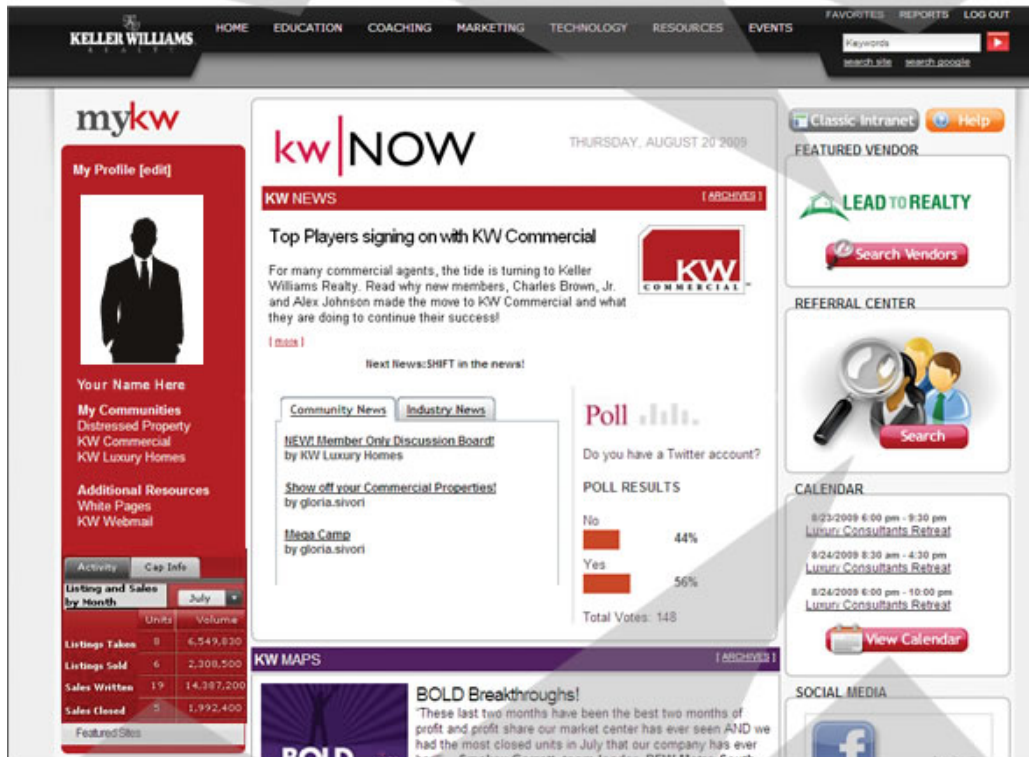 KELLER WILLIAMS
REALTY
HOME EDUCATION COACHING MARKETING TECHNOLOGY RESOURCES EVENTS
FAVORITES REPORTS LOG OUT
Keywords
search site search google
mykw
My Profile [edit]
Your Name Here
My Communities
Distressed Property
KW Commercial
KW Luxury Homes
Additional Resources
White Pages
KW Webmail
Activity Cap Info
Listing and Sales
by Month
July
Units Volume
Listings Taken 8 6,549,830
Listings Sold 6 2,308,500
Sales Written 19 14,387,200
Sales Closed 5 1,992,400
Featured Sites
kw|NOW
THURSDAY, AUGUST 20 2009
KW NEWS [ ARCHIVES ]
Top Players signing on with KW Commercial
For many commercial agents, the tide is turning to Keller
Williams Realty. Read why new members, Charles Brown, Jr.
and Alex Johnson made the move to KW Commercial and what
they are doing to continue their success!
KW
COMMERCIAL
[ more ]
Next News:SHIFT in the news!
Community News Industry News
NEW! Member Only Discussion Board!
by KW Luxury Homes
Show off your Commercial Properties!
by gloria.sivori
Mega Camp
by gloria.sivori
Poll
Do you have a Twitter account?
POLL RESULTS
No
44%
Yes
56%
Total Votes: 148
KW MAPS [ ARCHIVES ]
BOLD
BOLD Breakthroughs!
"These last two months have been the best two months of
profit and profit share our market center has ever seen AND we
had the most closed units in July that our company has ever
Classic Intranet Help
FEATURED VENDOR
LEAD TO REALTY
Search Vendors
REFERRAL CENTER
Search
CALENDAR
8/23/2009 6:00 pm - 9:30 pm
Luxury Consultants Retreat
8/24/2009 8:30 am - 4:30 pm
Luxury Consultants Retreat
8/24/2009 6:00 pm - 10:00 pm
Luxury Consultants Retreat
View Calendar
SOCIAL MEDIA
f